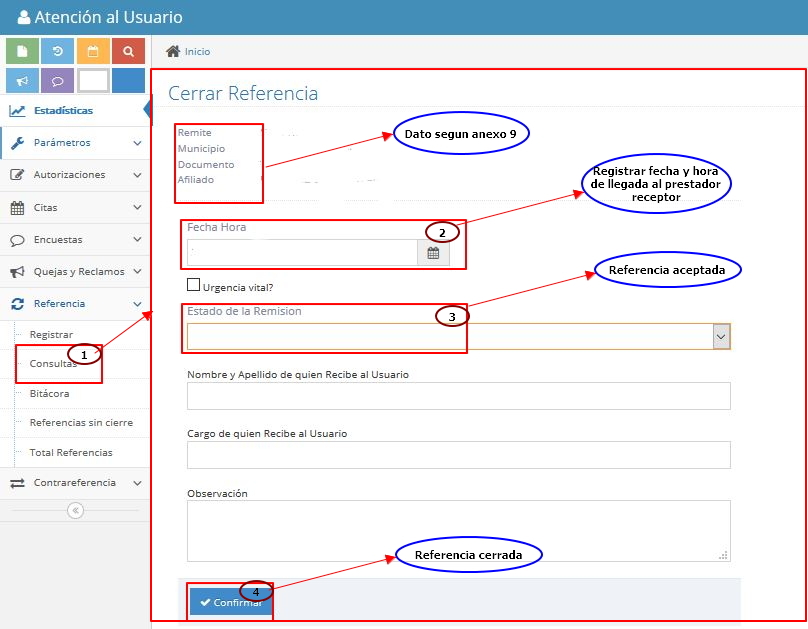 Atención al Usuario
Inicio
Estadísticas
Parámetros
Autorizaciones
Citas
Encuestas
Quejas y Reclamos
Referencia
Registrar
Consultas
1
Bitácora
Referencias sin cierre
Total Referencias
Contrareferencia
Cerrar Referencia
Remite
Municipio
Documento
Afiliado
Dato segun anexo 9
Registrar fecha y hora
de llegada al prestador
receptor
Fecha Hora
2
Referencia aceptada
Urgencia vital?
Estado de la Remision
3
Nombre y Apellido de quien Recibe al Usuario
Cargo de quien Recibe al Usuario
Observación
Referencia cerrada
4
Confirmar